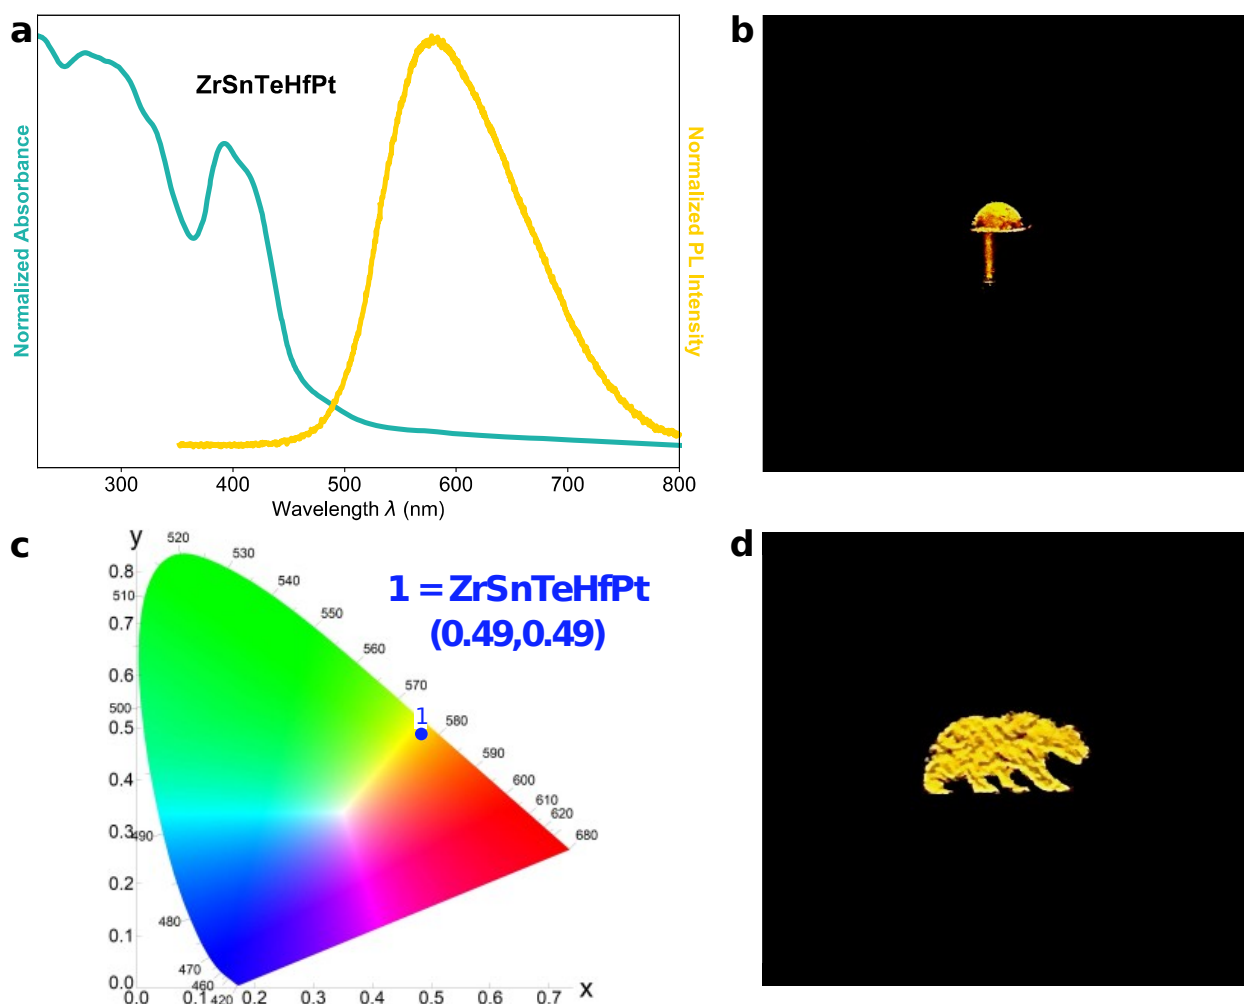 a
ZrSnTeHfPt
Normalized Absorbance
Normalized PL Intensity
300 400 500 600 700 800
Wavelength λ (nm)
b
c
y
0.8
0.7
0.6
0.5
0.4
0.3
0.2
0.1
0.0
0.0 0.1 0.2 0.3 0.4 0.5 0.6 0.7
x
420
460
470
480
490
500
510
520
530
540
550
560
570
580
590
600
610
620
680
1
1 = ZrSnTeHfPt
(0.49,0.49)
d